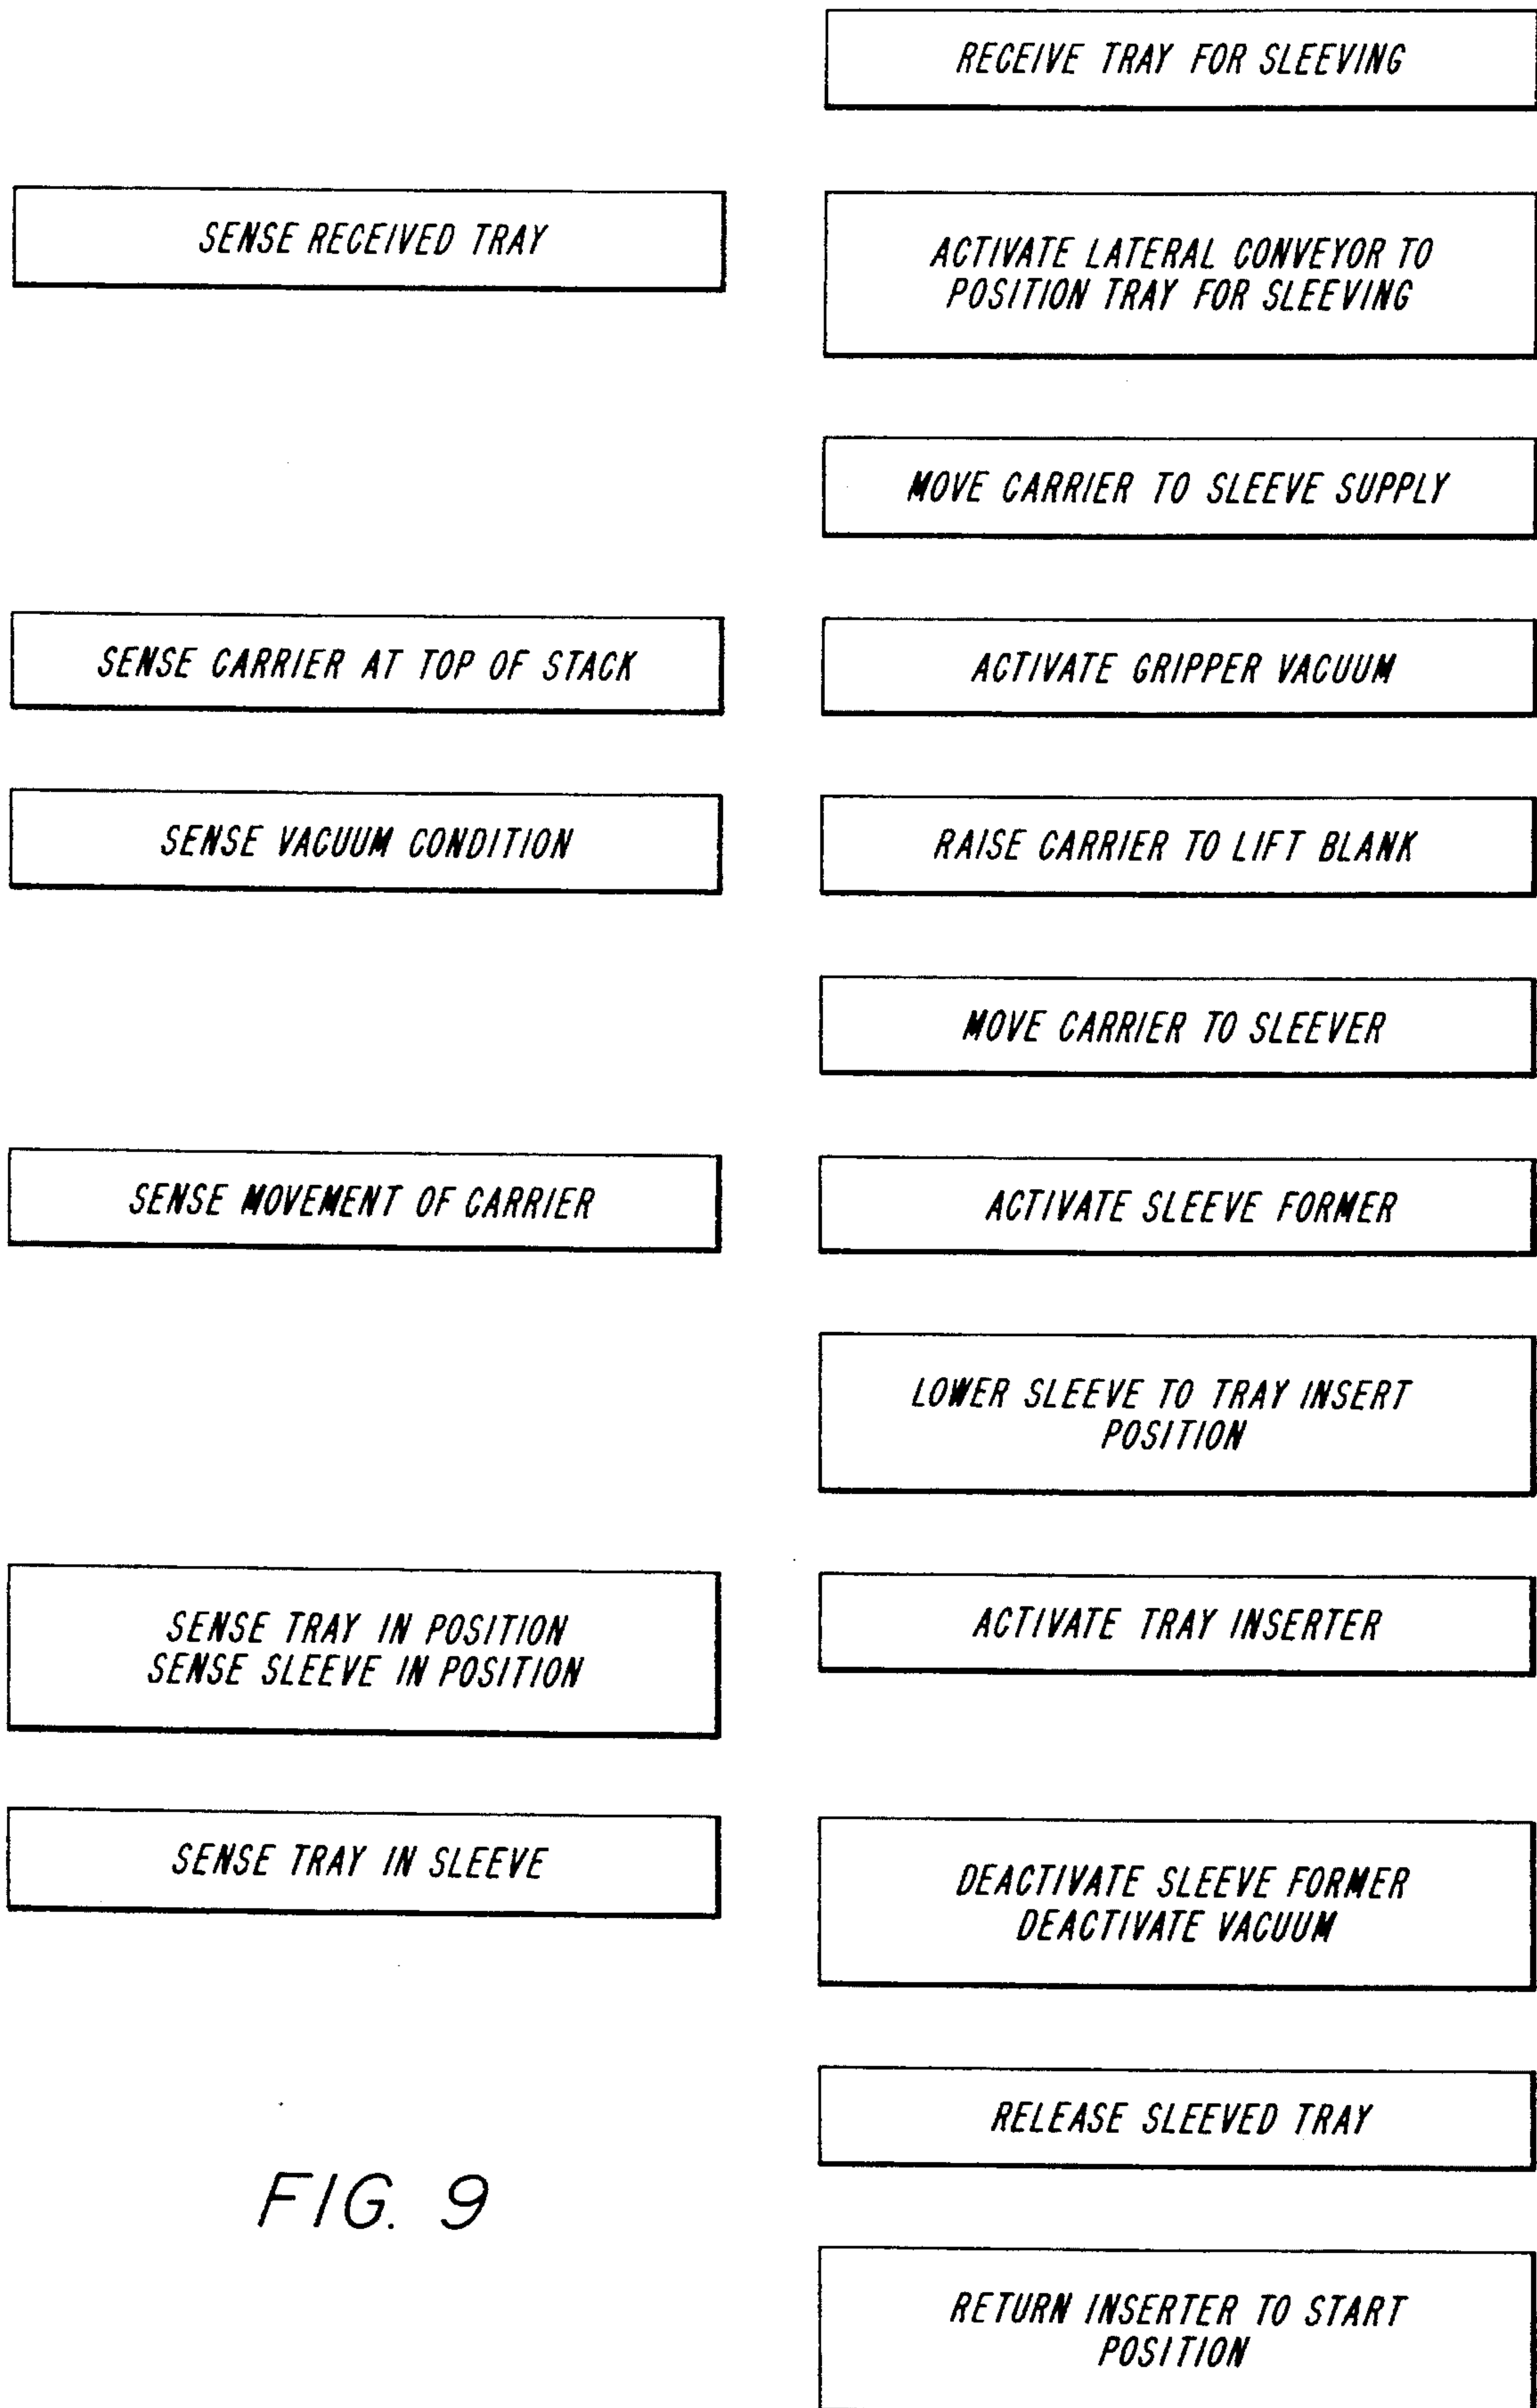 RECEIVE TRAY FOR SLEEVING
SENSE RECEIVED TRAY
ACTIVATE LATERAL CONVEYOR TO
POSITION TRAY FOR SLEEVING
MOVE CARRIER TO SLEEVE SUPPLY
SENSE CARRIER AT TOP OF STACK
ACTIVATE GRIPPER VACUUM
SENSE VACUUM CONDITION
RAISE CARRIER TO LIFT BLANK
MOVE CARRIER TO SLEEVER
SENSE MOVEMENT OF CARRIER
ACTIVATE SLEEVE FORMER
LOWER SLEEVE TO TRAY INSERT
POSITION
SENSE TRAY IN POSITION
SENSE SLEEVE IN POSITION
ACTIVATE TRAY INSERTER
SENSE TRAY IN SLEEVE
DEACTIVATE SLEEVE FORMER
DEACTIVATE VACUUM
RELEASE SLEEVED TRAY
FIG. 9
RETURN INSERTER TO START
POSITION